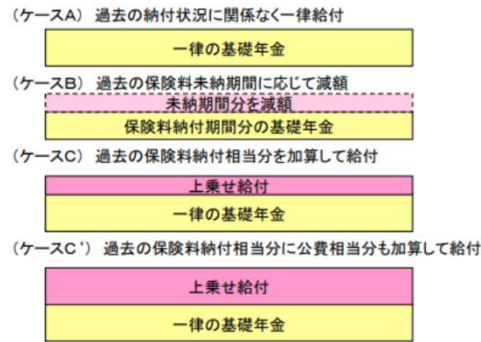 （ケースＡ） 過去の納付状況に関係なく一律給付
一律の基礎年金
（ケースＢ） 過去の保険料未納期間に応じて減額
未納期間分を減額
保険料納付期間分の基礎年金
（ケースＣ） 過去の保険料納付相当分を加算して給付
上乗せ給付
一律の基礎年金
（ケースＣ‘） 過去の保険料納付相当分に公費相当分も加算して給付
上乗せ給付
一律の基礎年金